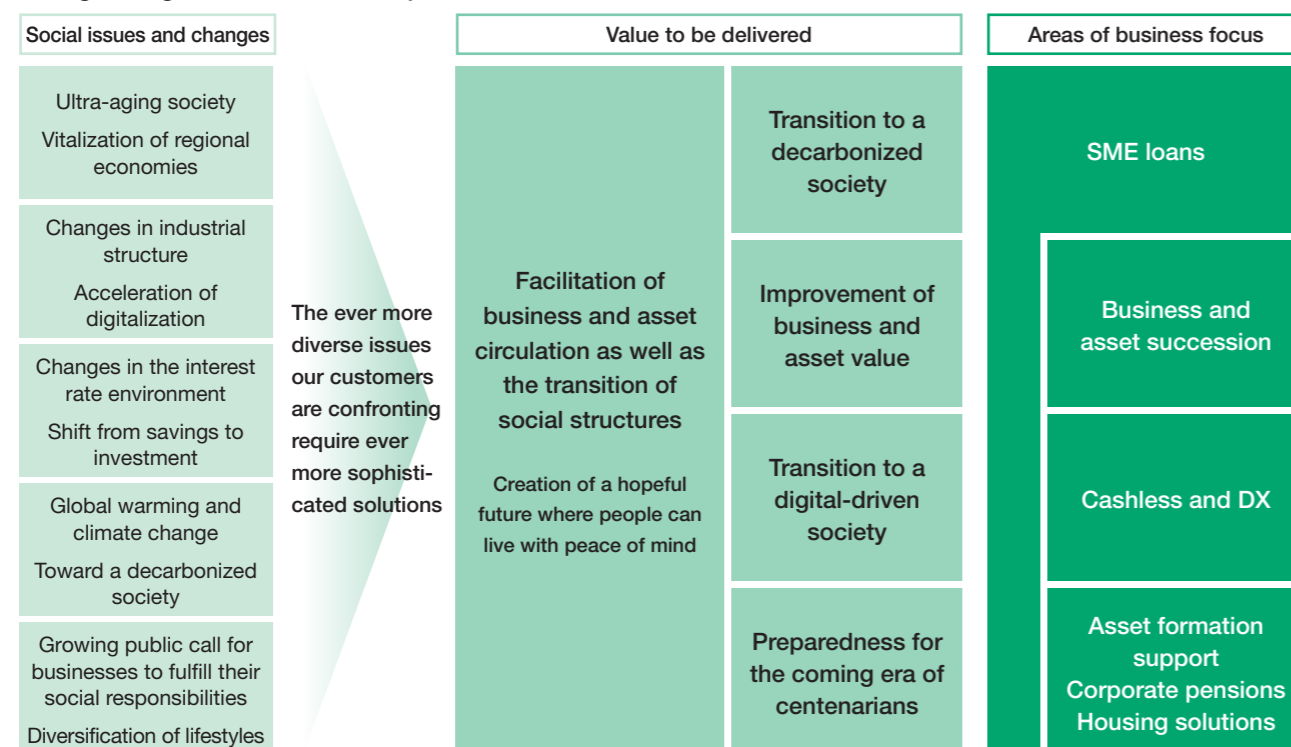 Social issues and changes
Ultra-aging society
Vitalization of regional
economies
Changes in industrial
structure
Acceleration of
digitalization
Changes in the interest
rate environment
Shift from savings to
investment
Global warming and
climate change
Toward a decarbonized
society
Growing public call for
businesses to fulfill their
social responsibilities
Diversification of lifestyles
The ever more
diverse issues
our customers
are confronting
require ever
more sophisti-
cated solutions
Value to be delivered
Facilitation of
business and asset
circulation as well as
the transition of
social structures
Creation of a hopeful
future where people can
live with peace of mind
Transition to a
decarbonized
society
Improvement of
business and
asset value
Transition to a
digital-driven
society
Preparedness for
the coming era of
centenarians
Areas of business focus
SME loans
Business and
asset succession
Cashless and DX
Asset formation
support
Corporate pensions
Housing solutions